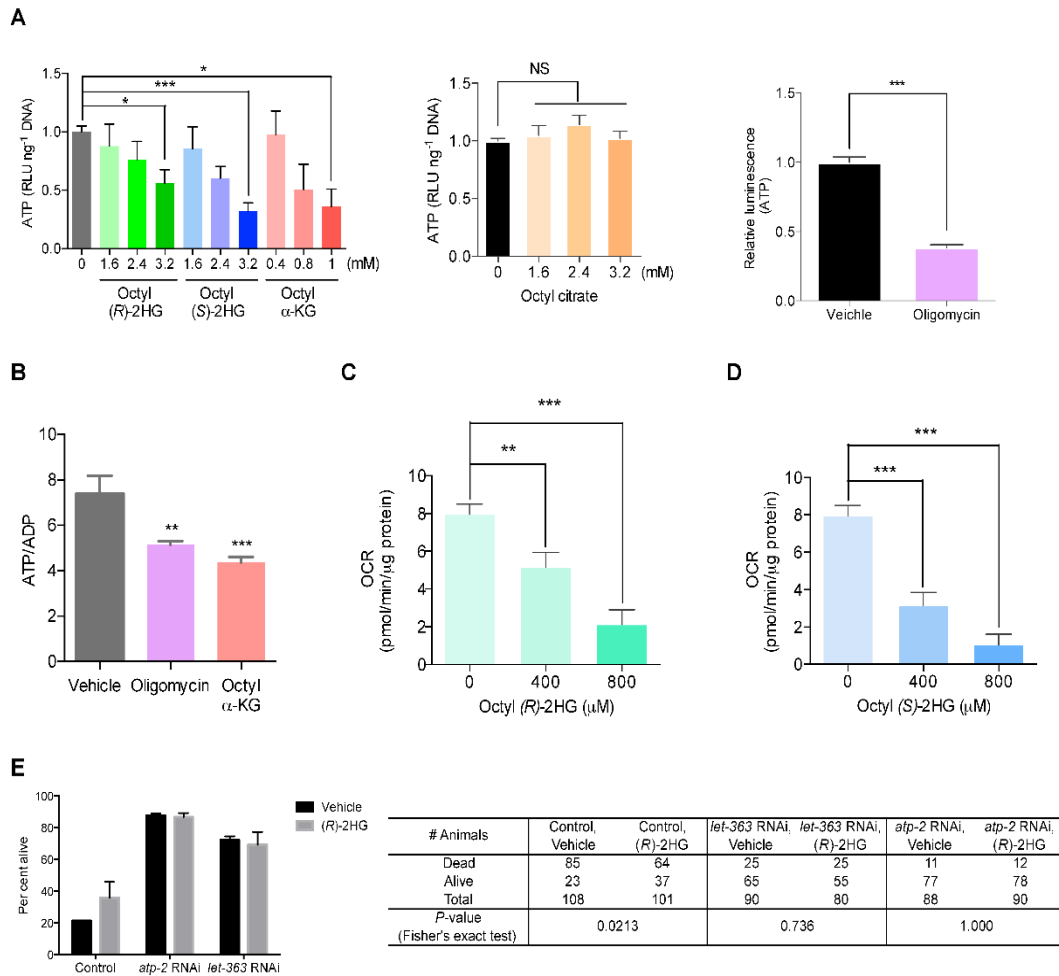 A
ATP (RLU ng⁻¹ DNA)
1.5
1.0
0.5
0.0
*
***
*
0 1.6 2.4 3.2 1.6 2.4 3.2 0.4 0.8 1 (mM)
Octyl (R)-2HG
Octyl (S)-2HG
Octyl α-KG
ATP (RLU ng⁻¹ DNA)
1.5
1.0
0.5
0.0
NS
0 1.6 2.4 3.2 (mM)
Octyl citrate
Relative luminescence
(ATP)
1.5
1.0
0.5
0.0
***
Veichle Oligomycin
B
ATP/ADP
10
8
6
4
2
0
**
***
Vehicle Oligomycin Octyl
α-KG
C
OCR
(pmol/min/µg protein)
10
8
6
4
2
0
***
**
0 400 800
Octyl (R)-2HG (µM)
D
OCR
(pmol/min/µg protein)
10
8
6
4
2
0
***
***
0 400 800
Octyl (S)-2HG (µM)
E
Per cent alive
100
80
60
40
20
0
Control atp-2 RNAi let-363 RNAi
Vehicle
(R)-2HG
# Animals Control, Vehicle Control, (R)-2HG let-363 RNAi, Vehicle let-363 RNAi, (R)-2HG atp-2 RNAi, Vehicle atp-2 RNAi, (R)-2HG
Dead 85 64 25 25 11 12
Alive 23 37 65 55 77 78
Total 108 101 90 80 88 90
P-value
(Fisher's exact test) 0.0213 0.736 1.000